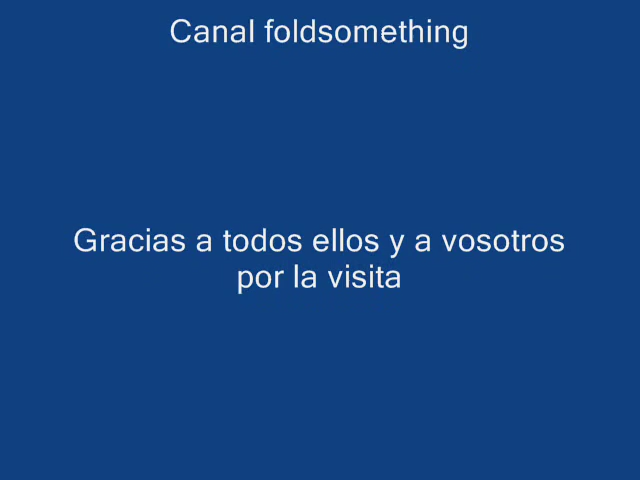 Canal foldsomething
Gracias a todos ellos y a vosotros
por la visita